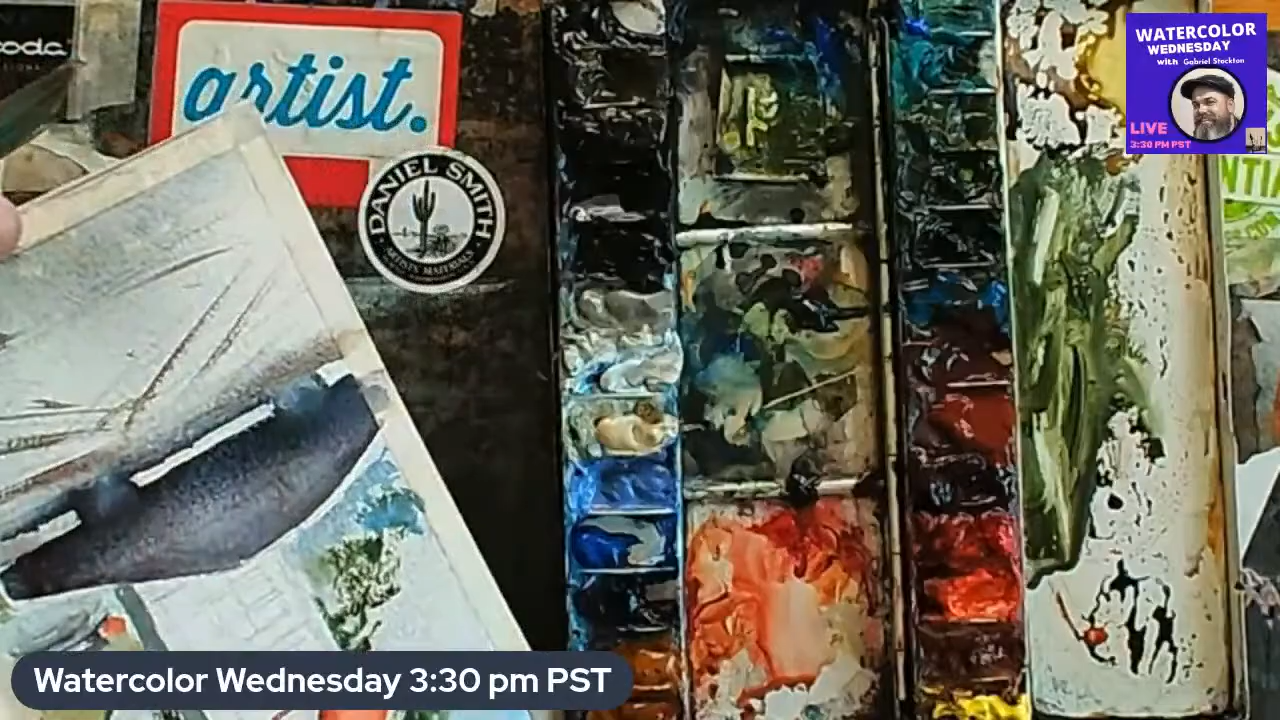 artist.
DANIEL SMITH
ARTISTS' MATERIALS
WATERCOLOR
WEDNESDAY
with Gabriel Stockton
LIVE
3:30 PM PST
Watercolor Wednesday 3:30 pm PST